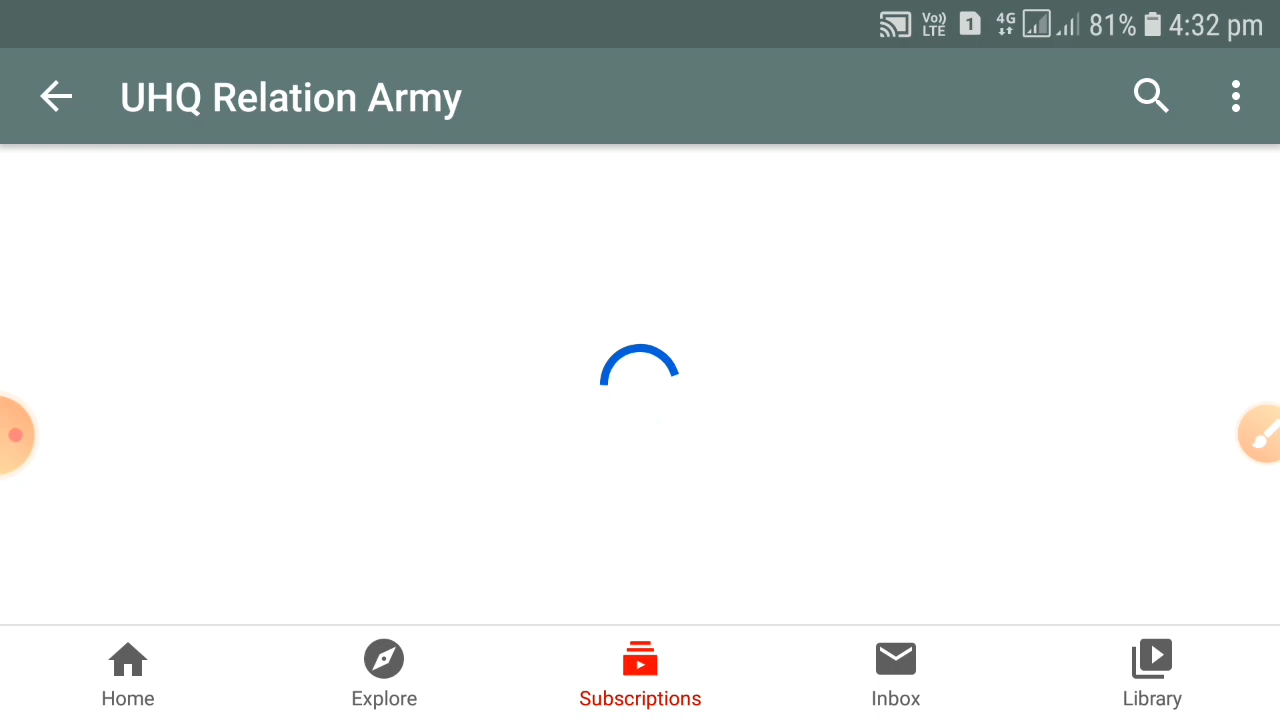 Vo)) LTE 1 4G 81% 4:32 pm
UHQ Relation Army
Home Explore Subscriptions Inbox Library